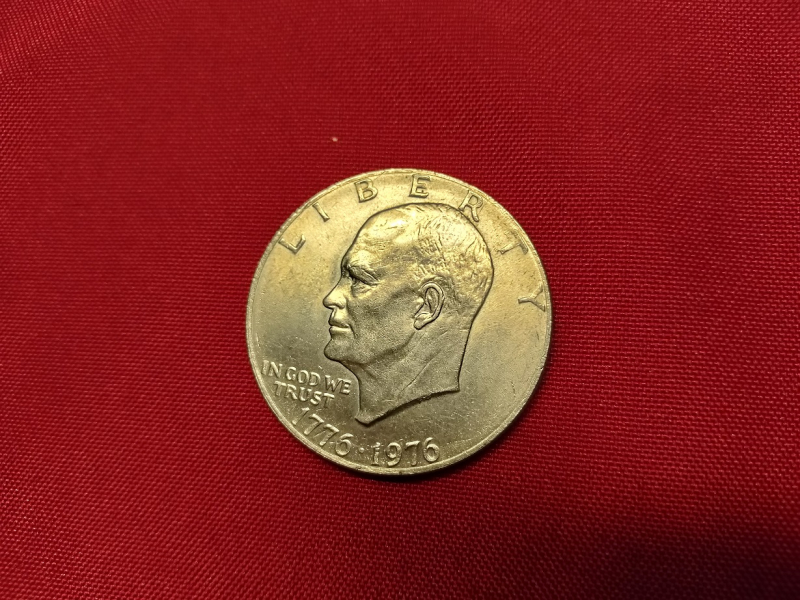 LIBERTY
IN GOD WE
TRUST
1776 · 1976